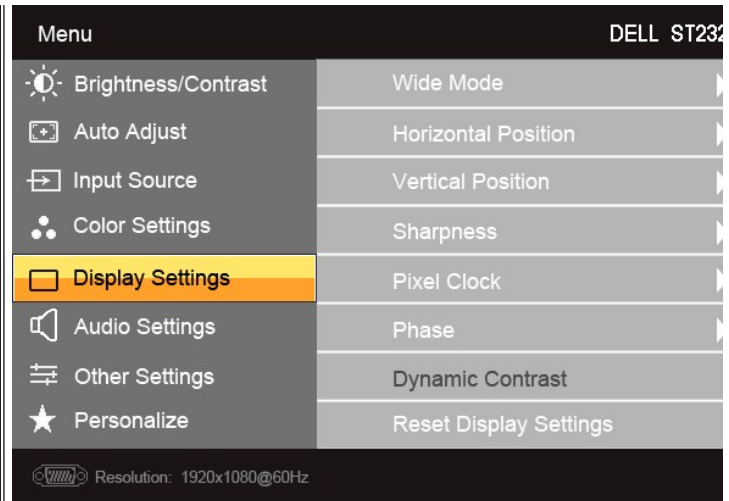 Menu
DELL ST232
Brightness/Contrast
Auto Adjust
Input Source
Color Settings
Display Settings
Audio Settings
Other Settings
Personalize
Wide Mode
Horizontal Position
Vertical Position
Sharpness
Pixel Clock
Phase
Dynamic Contrast
Reset Display Settings
Resolution: 1920x1080@60Hz